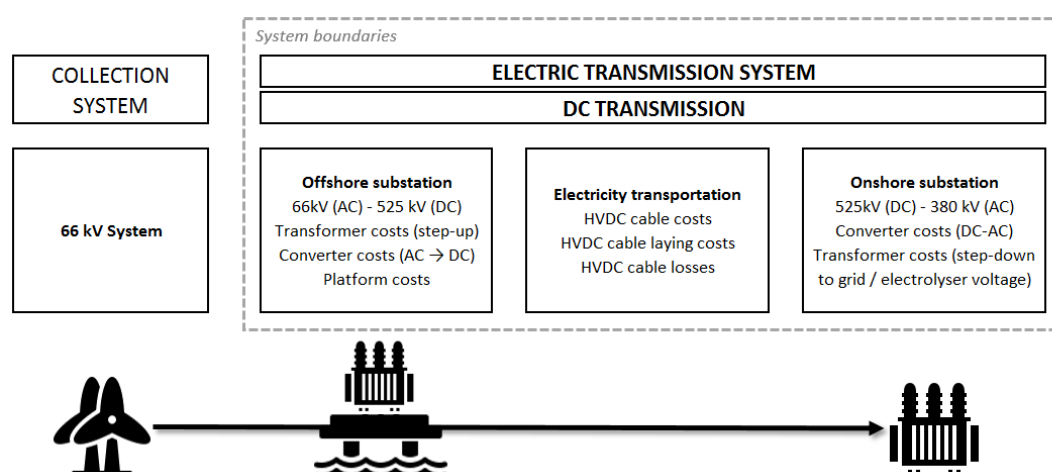 System boundaries
COLLECTION
SYSTEM
ELECTRIC TRANSMISSION SYSTEM
DC TRANSMISSION
66 kV System
Offshore substation
66kV (AC) - 525 kV (DC)
Transformer costs (step-up)
Converter costs (AC → DC)
Platform costs
Electricity transportation
HVDC cable costs
HVDC cable laying costs
HVDC cable losses
Onshore substation
525kV (DC) - 380 kV (AC)
Converter costs (DC-AC)
Transformer costs (step-down
to grid / electrolyser voltage)